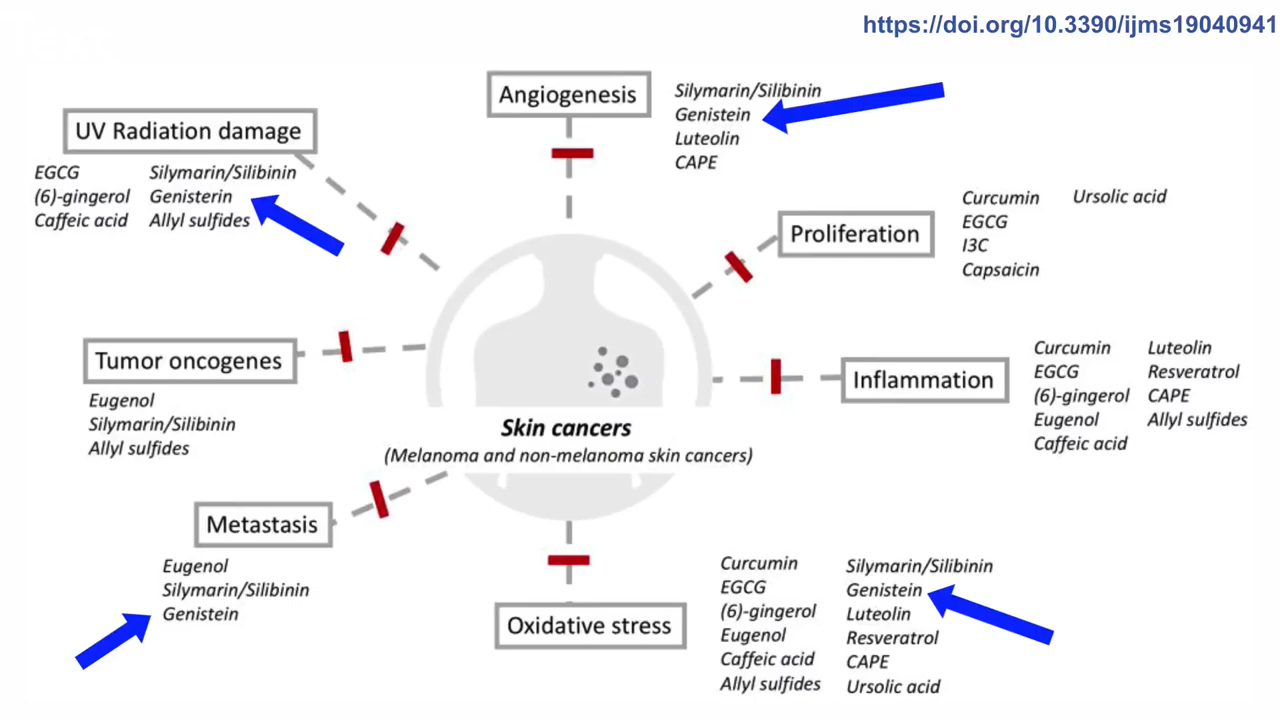 https://doi.org/10.3390/ijms19040941
Angiogenesis
Silymarin/Silibinin
Genistein
Luteolin
CAPE
UV Radiation damage
EGCG
(6)-gingerol
Caffeic acid
Silymarin/Silibinin
Genisterin
Allyl sulfides
Proliferation
Curcumin
EGCG
I3C
Capsaicin
Ursolic acid
Tumor oncogenes
Eugenol
Silymarin/Silibinin
Allyl sulfides
Inflammation
Curcumin
EGCG
(6)-gingerol
Eugenol
Caffeic acid
Luteolin
Resveratrol
CAPE
Allyl sulfides
Skin cancers
(Melanoma and non-melanoma skin cancers)
Metastasis
Eugenol
Silymarin/Silibinin
Genistein
Oxidative stress
Curcumin
EGCG
(6)-gingerol
Eugenol
Caffeic acid
Allyl sulfides
Silymarin/Silibinin
Genistein
Luteolin
Resveratrol
CAPE
Ursolic acid